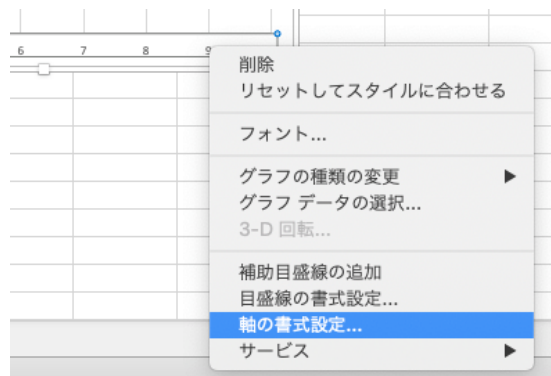 6 7 8 9
削除
リセットしてスタイルに合わせる
フォント...
グラフの種類の変更 ▶
グラフ データの選択...
3-D 回転...
補助目盛線の追加
目盛線の書式設定...
軸の書式設定...
サービス ▶